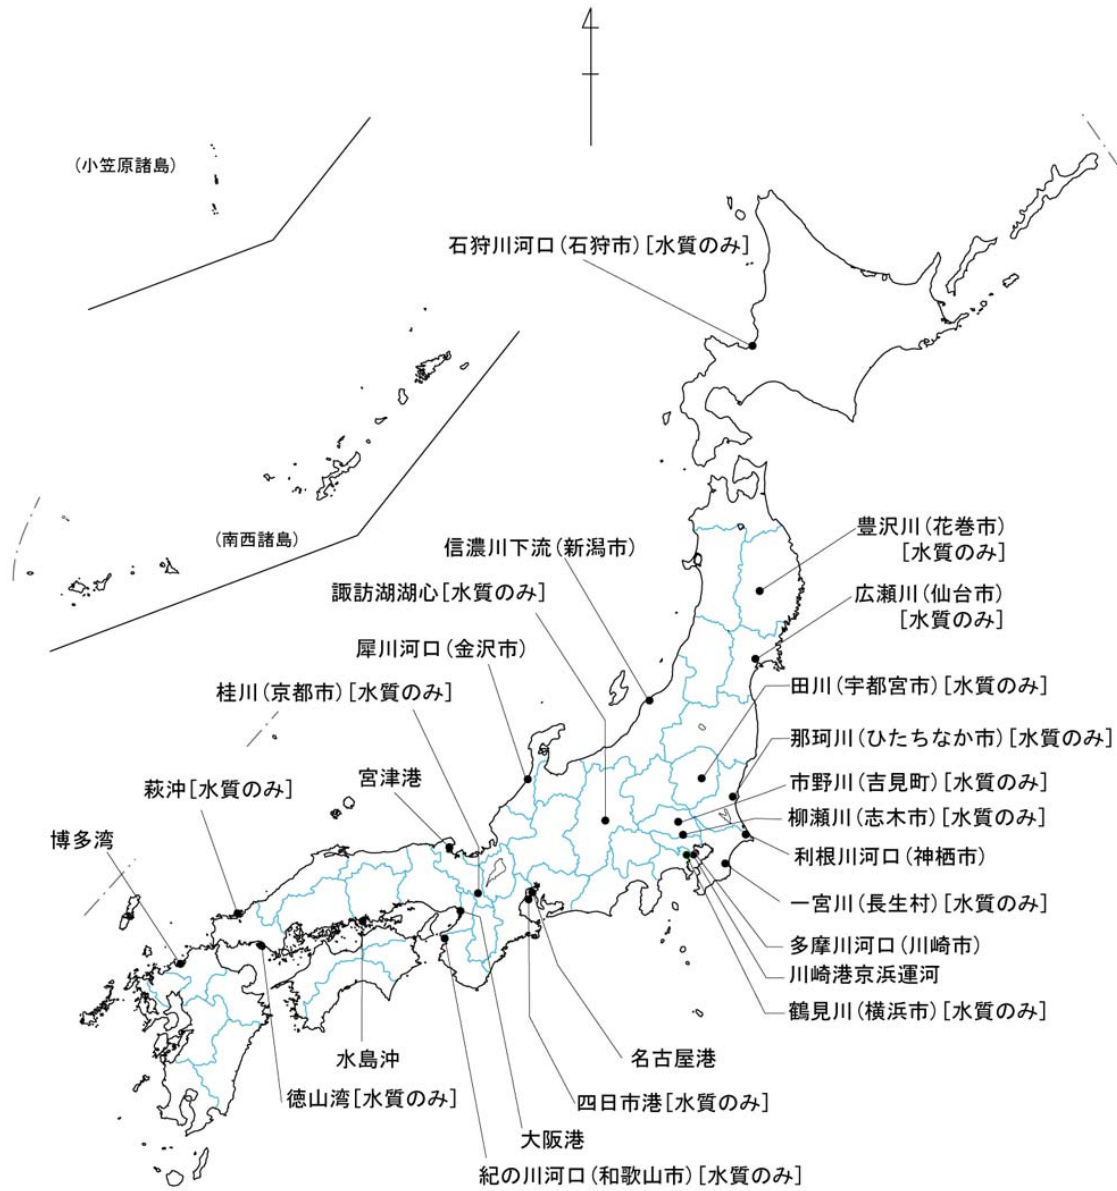 (小笠原諸島)
石狩川河口(石狩市)[水質のみ]
(南西諸島)
豊沢川(花巻市)
[水質のみ]
信濃川下流(新潟市)
諏訪湖湖心[水質のみ]
広瀬川(仙台市)
[水質のみ]
犀川河口(金沢市)
桂川(京都市)[水質のみ]
田川(宇都宮市)[水質のみ]
那珂川(ひたちなか市)[水質のみ]
宮津港
萩沖[水質のみ]
市野川(吉見町)[水質のみ]
柳瀬川(志木市)[水質のみ]
博多湾
利根川河口(神栖市)
一宮川(長生村)[水質のみ]
多摩川河口(川崎市)
川崎港京浜運河
鶴見川(横浜市)[水質のみ]
水島沖
名古屋港
徳山湾[水質のみ]
四日市港[水質のみ]
大阪港
紀の川河口(和歌山市)[水質のみ]